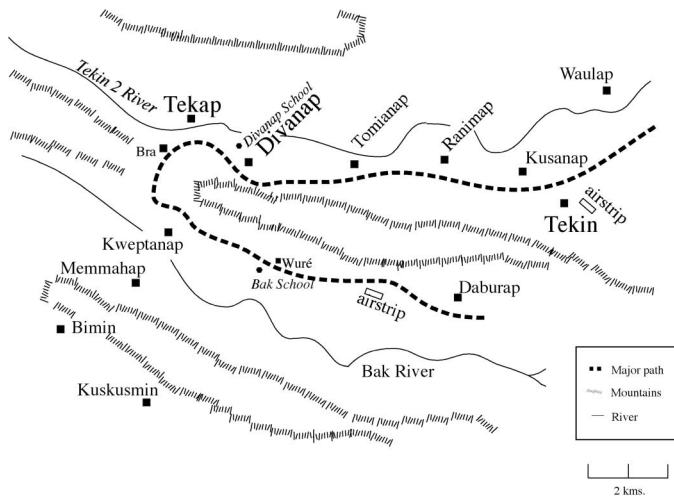 Waulap
Tekin 2 River
Tekap
Divanap School
Divanap
Tomianap
Ranimap
Bra
Kusanap
airstrip
Tekin
Kweptanap
Wuré
Memmahap
Bak School
Daburap
airstrip
Bimin
Bak River
Kuskusmin
Major path
Mountains
River
2 kms.